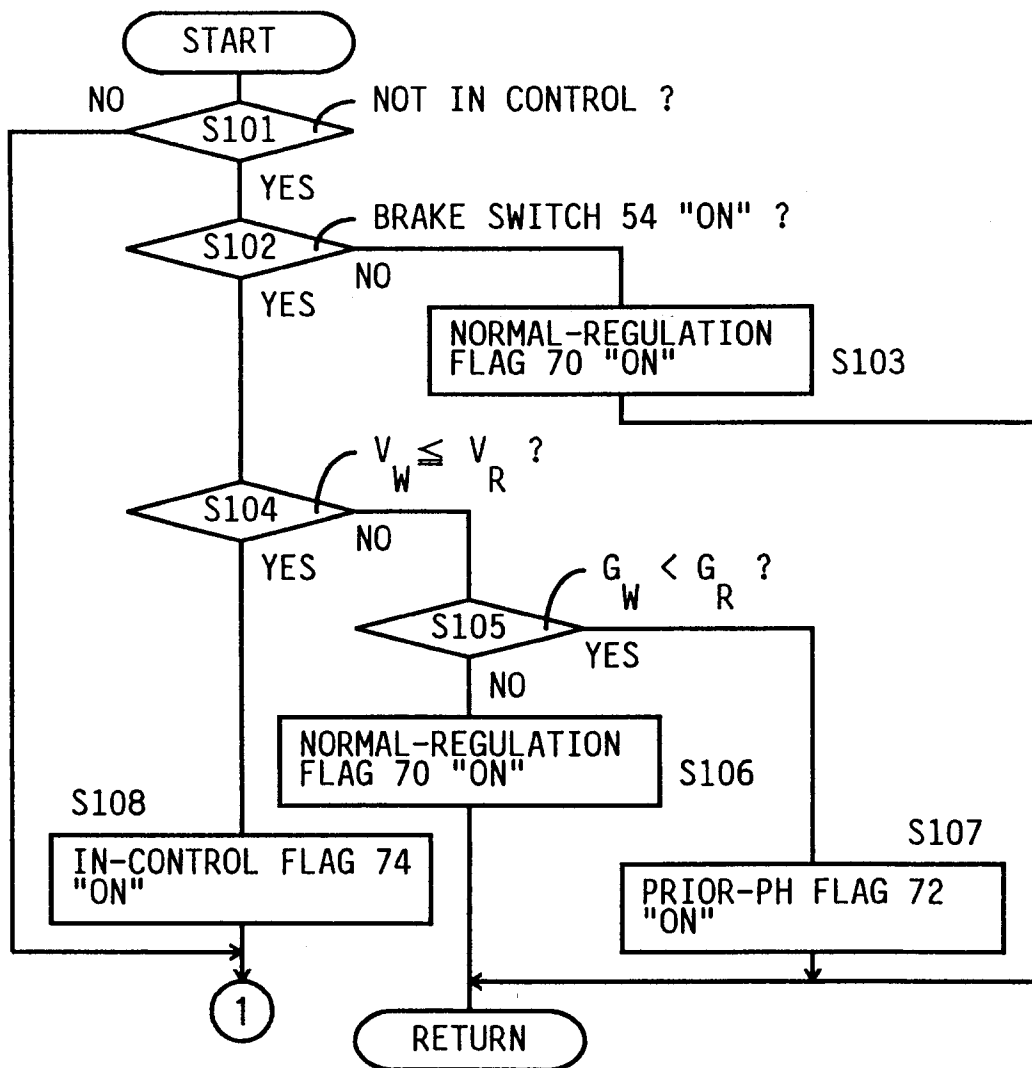 START
NO
NOT IN CONTROL ?
S101
YES
BRAKE SWITCH 54 "ON" ?
S102
NO
YES
NORMAL-REGULATION
FLAG 70 "ON"
S103
V_W ≦ V_R ?
S104
NO
YES
G_W < G_R ?
S105
YES
NO
NORMAL-REGULATION
FLAG 70 "ON"
S106
S108
S107
IN-CONTROL FLAG 74
"ON"
PRIOR-PH FLAG 72
"ON"
1
RETURN